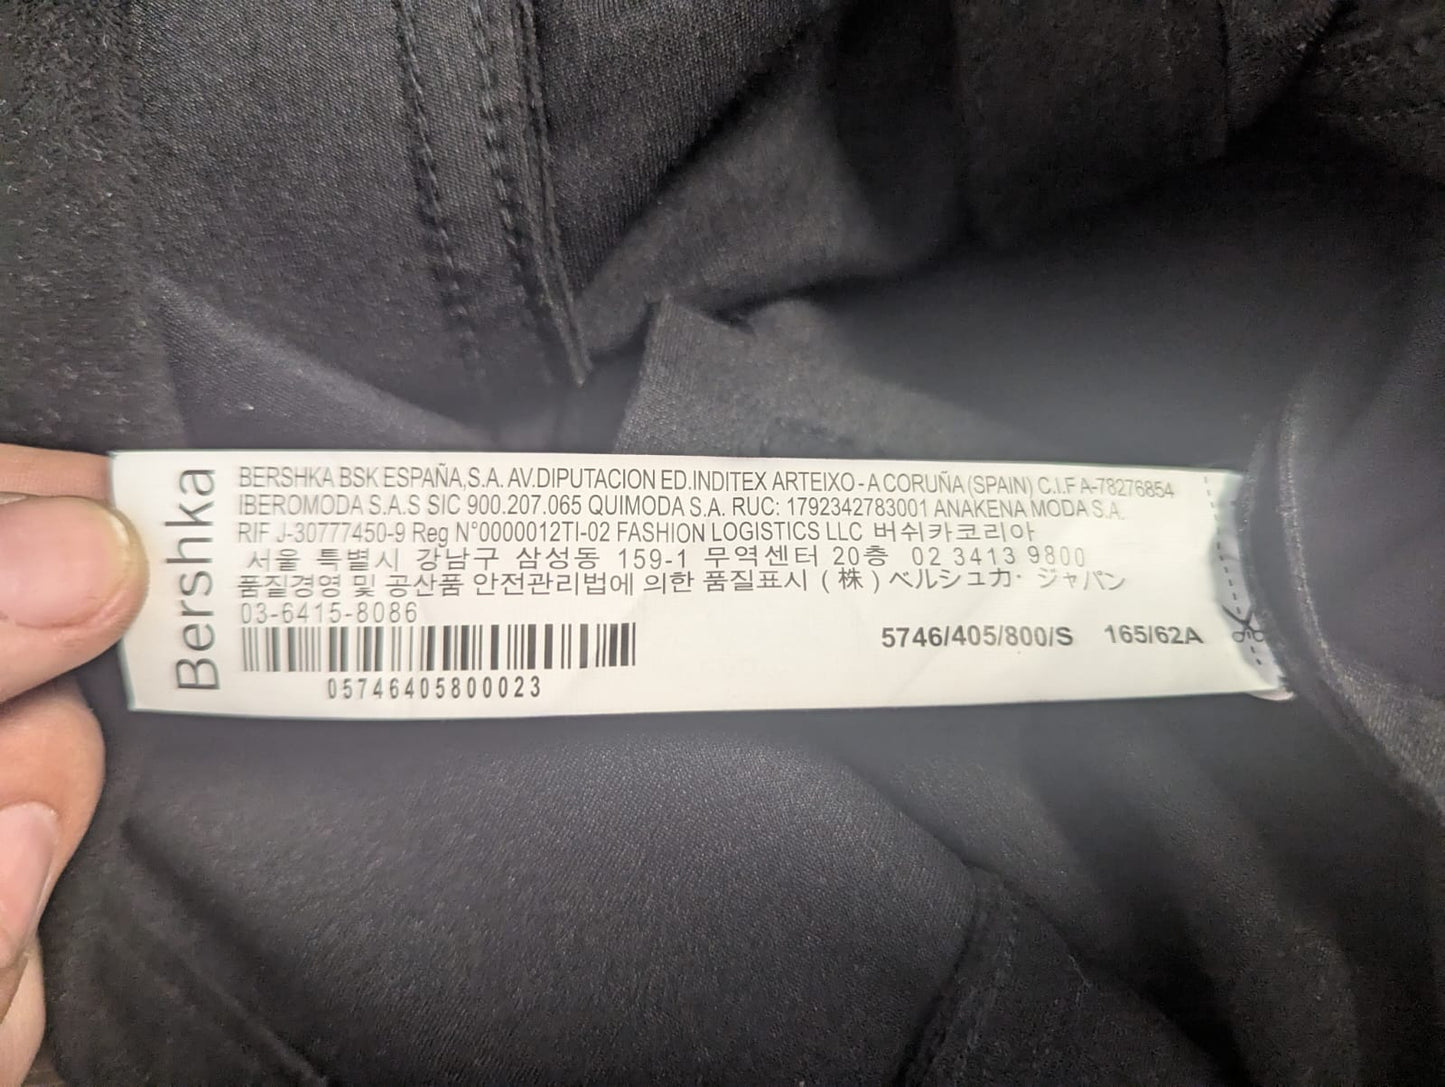 Bershka
BERSHKA BSK ESPAÑA,S.A. AV.DIPUTACION ED.INDITEX ARTEIXO - A CORUÑA (SPAIN) C.I.F A-78276854
IBEROMODA S.A.S SIC 900.207.065 QUIMODA S.A. RUC: 1792342783001 ANAKENA MODA S.A.
RIF J-30777450-9 Reg N°0000012TI-02 FASHION LOGISTICS LLC 버쉬카코리아
서울 특별시 강남구 삼성동 159-1 무역센터 20층 02 3413 9800
품질경영 및 공산품 안전관리법에 의한 품질표시 (株) ベルシュカ· ジャパン
03-6415-8086
05746405800023
5746/405/800/S 165/62A